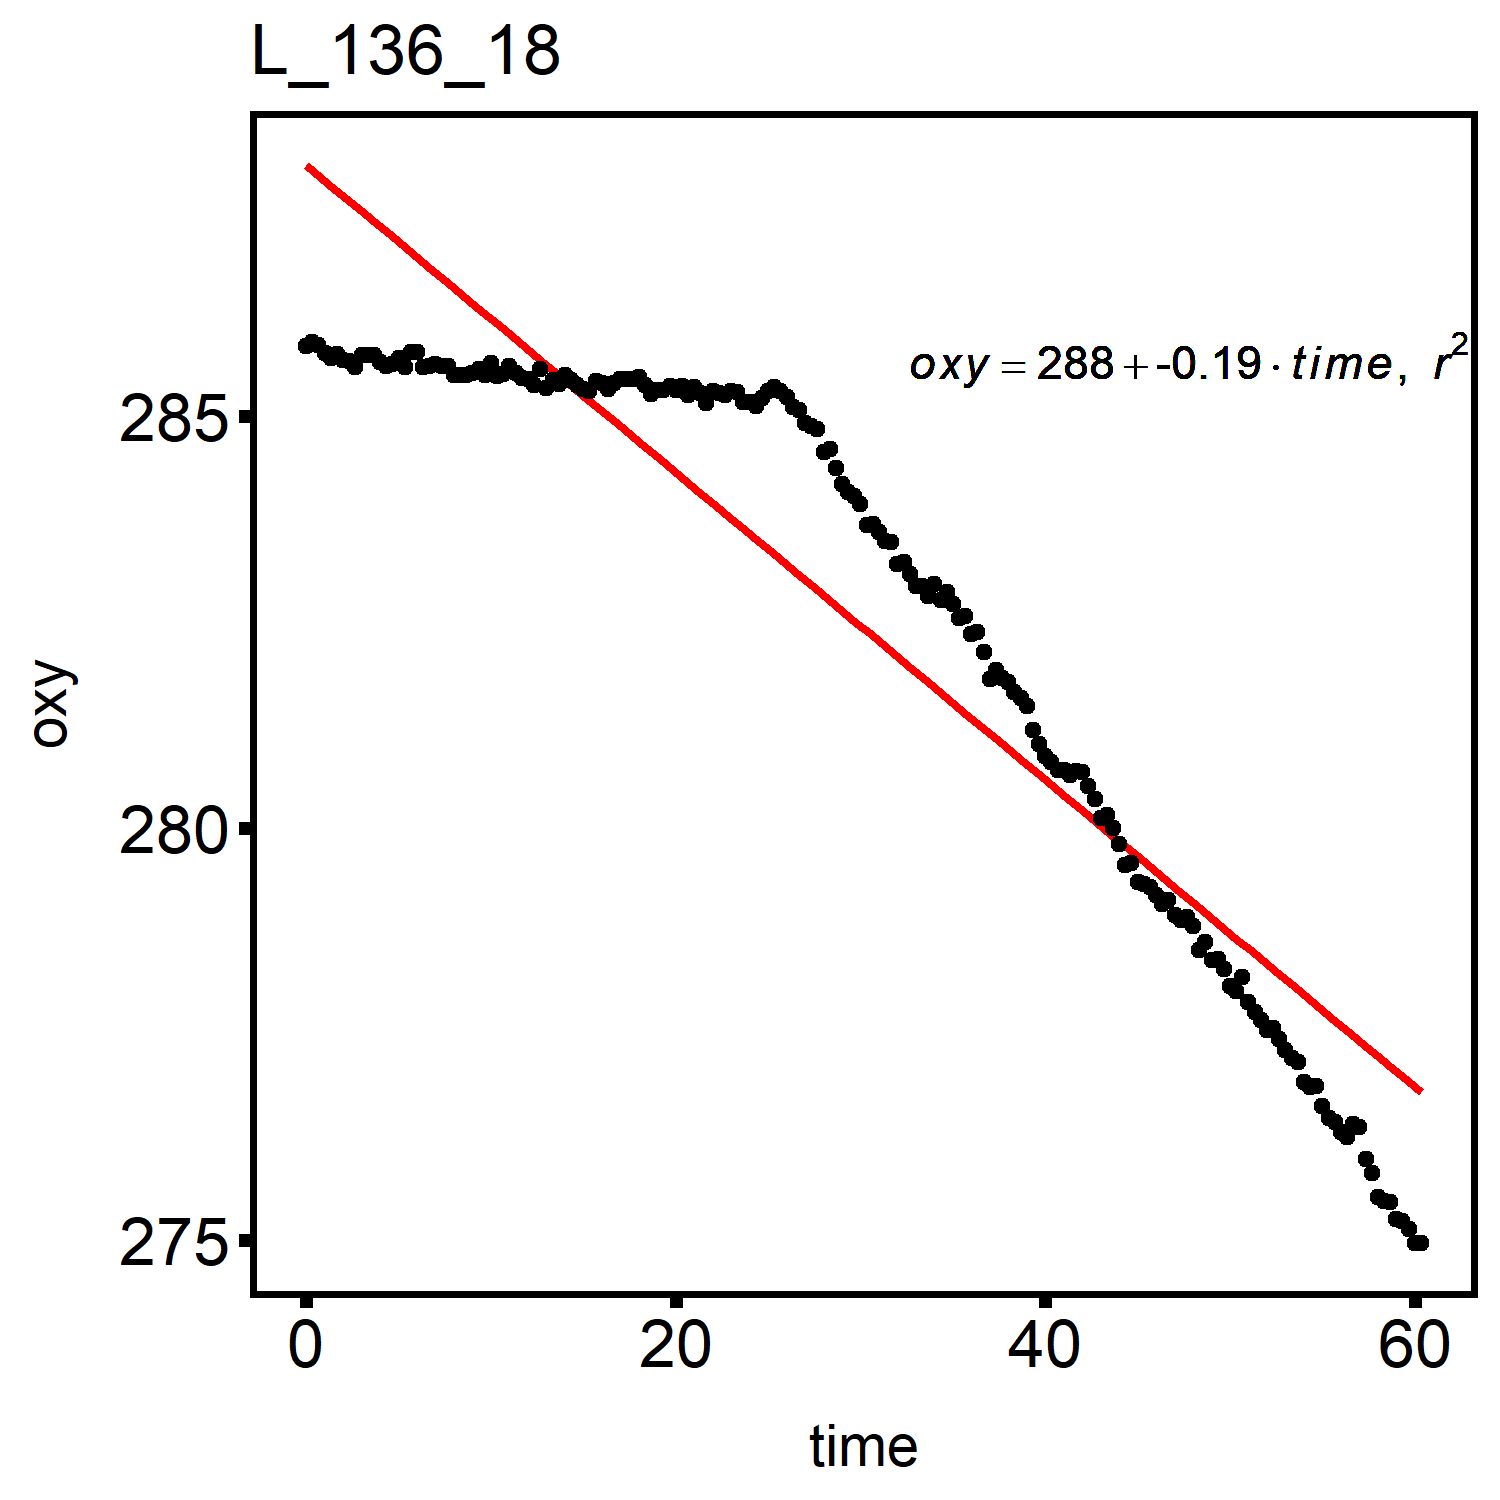 L_136_18
oxy = 288 + -0.19 · time, r²
285
280
275
oxy
0 20 40 60
time